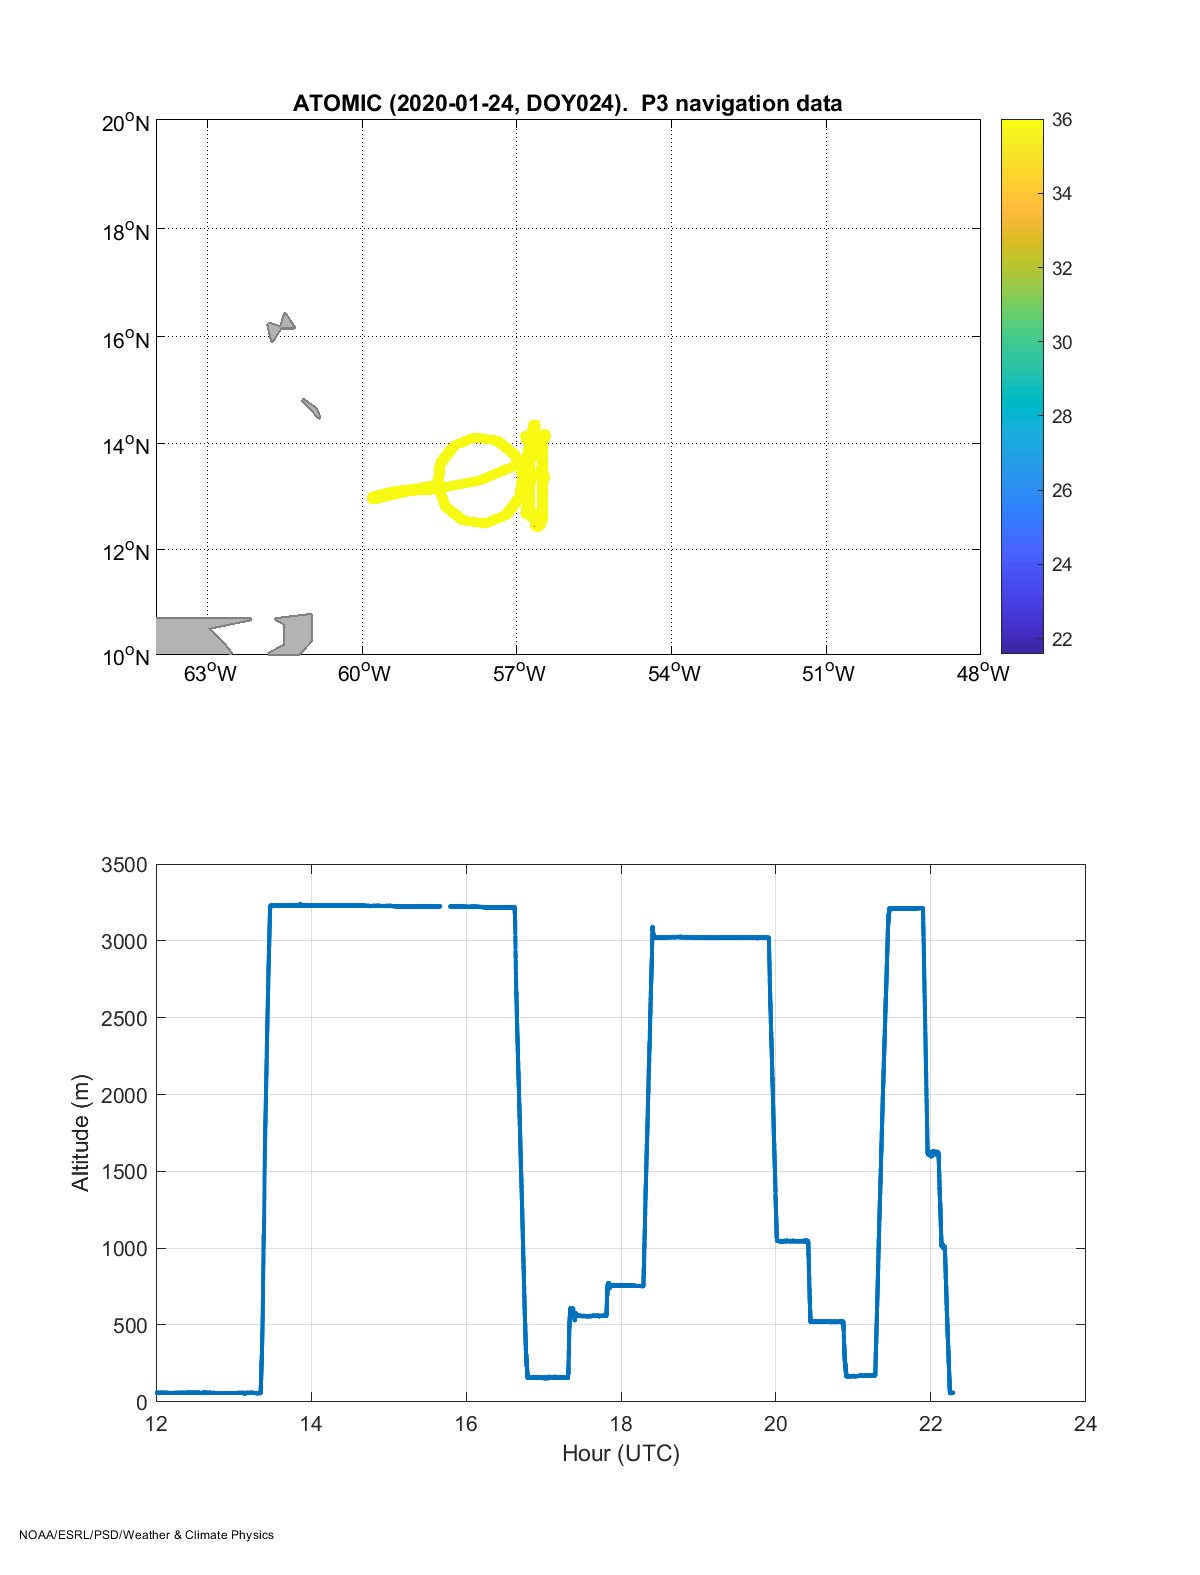 ATOMIC (2020-01-24, DOY024).  P3 navigation data
20°N
18°N
16°N
14°N
12°N
10°N
63°W 60°W 57°W 54°W 51°W 48°W
36
34
32
30
28
26
24
22
3500
3000
2500
2000
1500
1000
500
0
Altitude (m)
12 14 16 18 20 22 24
Hour (UTC)
NOAA/ESRL/PSD/Weather & Climate Physics